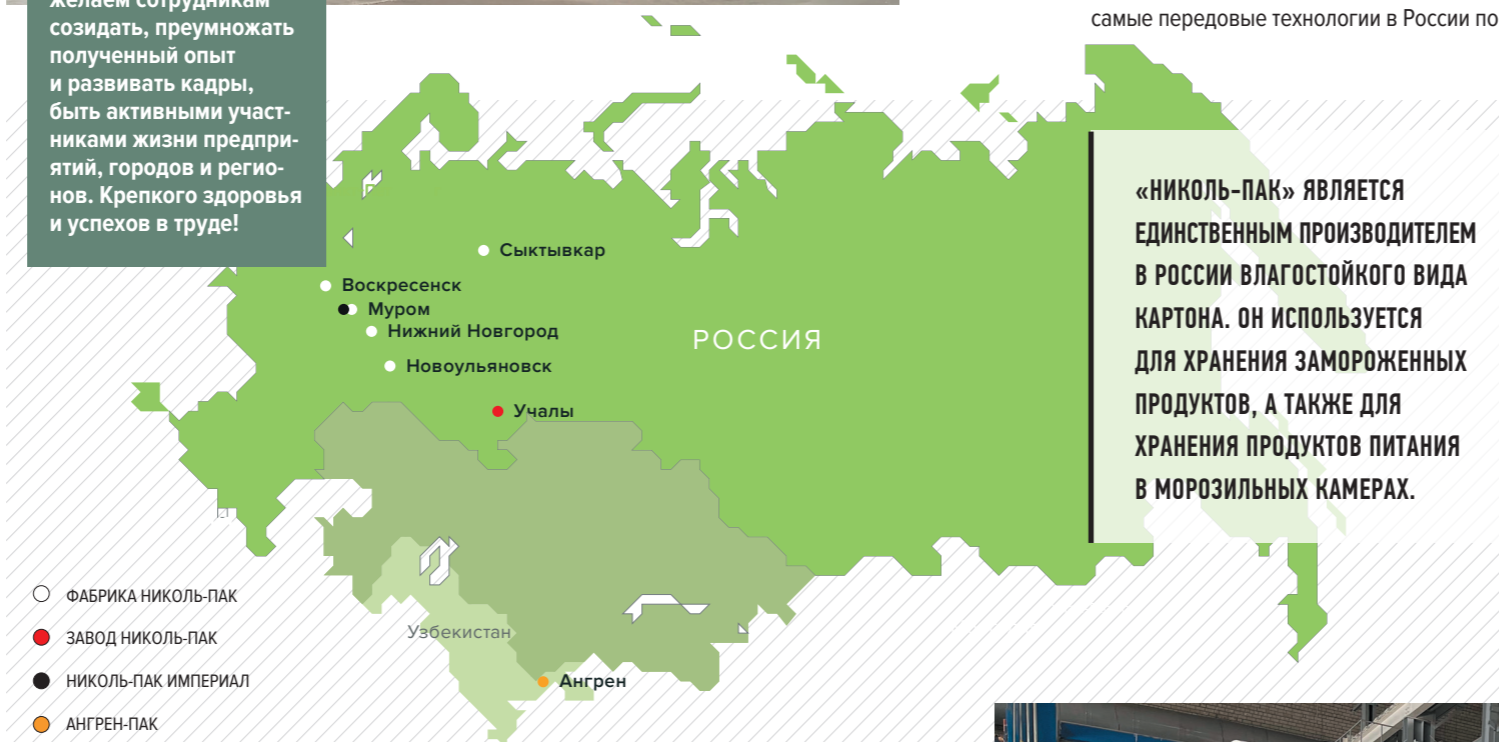 желаем сотрудникам
созидать, преумножать
полученный опыт
и развивать кадры,
быть активными участ-
никами жизни предпри-
ятий, городов и регио-
нов. Крепкого здоровья
и успехов в труде!
самые передовые технологии в России по
«НИКОЛЬ-ПАК» ЯВЛЯЕТСЯ
ЕДИНСТВЕННЫМ ПРОИЗВОДИТЕЛЕМ
В РОССИИ ВЛАГОСТОЙКОГО ВИДА
КАРТОНА. ОН ИСПОЛЬЗУЕТСЯ
ДЛЯ ХРАНЕНИЯ ЗАМОРОЖЕННЫХ
ПРОДУКТОВ, А ТАКЖЕ ДЛЯ
ХРАНЕНИЯ ПРОДУКТОВ ПИТАНИЯ
В МОРОЗИЛЬНЫХ КАМЕРАХ.
Сыктывкар
Воскресенск
Муром
Нижний Новгород
РОССИЯ
Новоульяновск
Учалы
Узбекистан
Ангрен
ФАБРИКА НИКОЛЬ-ПАК
ЗАВОД НИКОЛЬ-ПАК
НИКОЛЬ-ПАК ИМПЕРИАЛ
АНГРЕН-ПАК